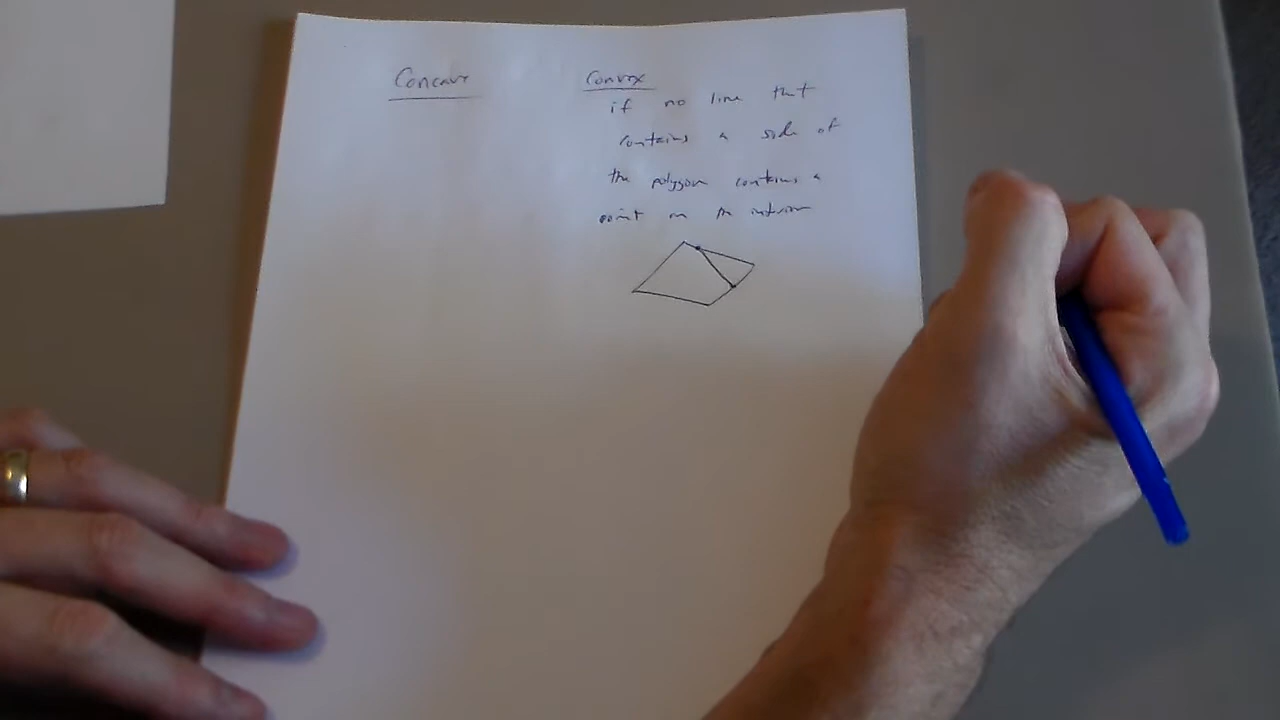 Concave
Convex
if no line that
contains a side of
the polygon contains a
point in the interior